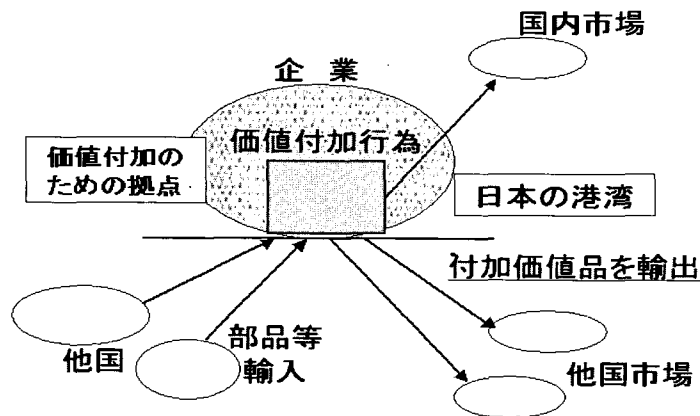 国内市場
企業
価値付加行為
価値付加の
ための拠点
日本の港湾
付加価値品を輸出
他国
部品等
輸入
他国市場